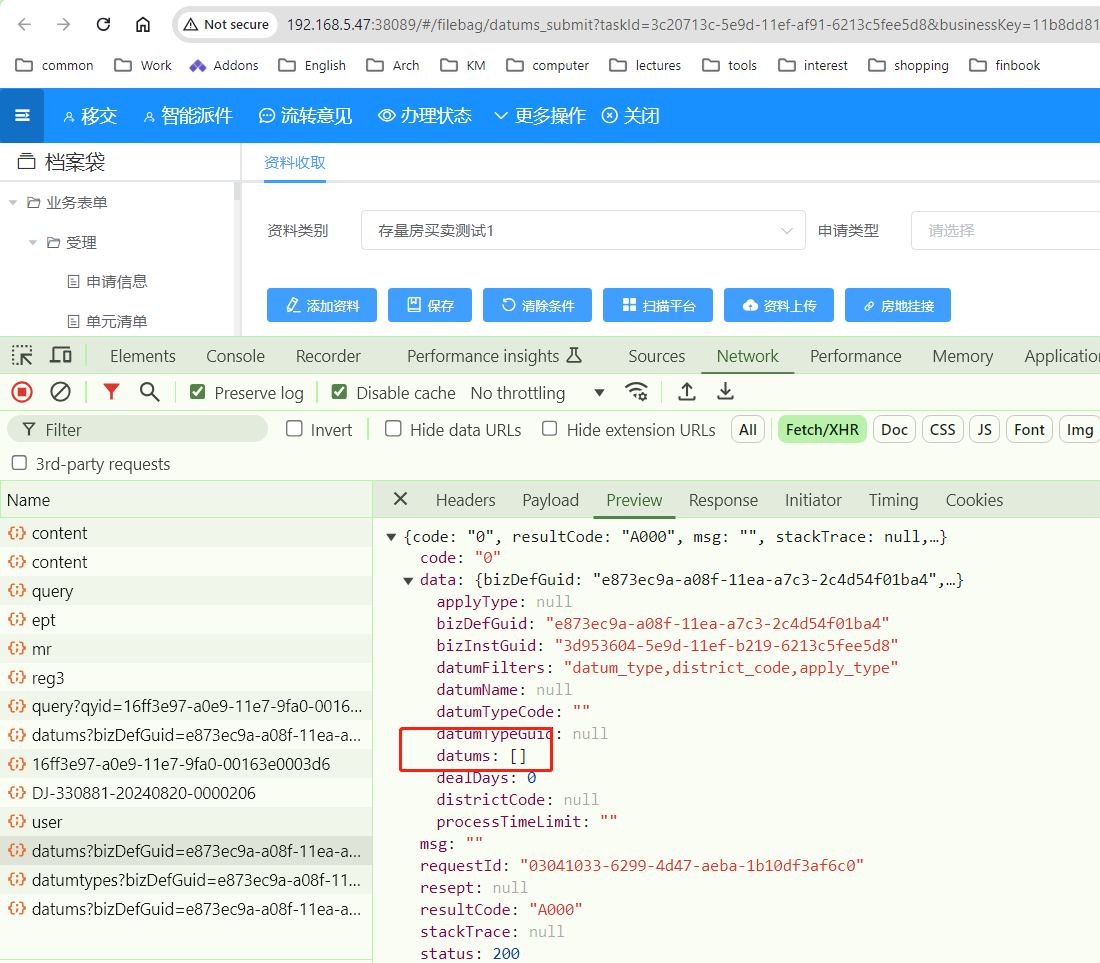 Not secure 192.168.5.47:38089/#/filebag/datums_submit?taskId=3c20713c-5e9d-11ef-af91-6213c5fee5d8&businessKey=11b8dd81
common Work Addons English Arch KM computer lectures tools interest shopping finbook
移交 智能派件 流转意见 办理状态 更多操作 关闭
档案袋 资料收取
业务表单
资料类别 存量房买卖测试1 申请类型 请选择
受理
申请信息
添加资料 保存 清除条件 扫描平台 资料上传 房地挂接
单元清单
Elements Console Recorder Performance insights Sources Network Performance Memory Applicatio
Preserve log Disable cache No throttling
Filter Invert Hide data URLs Hide extension URLs All Fetch/XHR Doc CSS JS Font Img
3rd-party requests
Name
content
content
query
ept
mr
reg3
query?qyid=16ff3e97-a0e9-11e7-9fa0-0016...
datums?bizDefGuid=e873ec9a-a08f-11ea-a...
16ff3e97-a0e9-11e7-9fa0-00163e0003d6
DJ-330881-20240820-0000206
user
datums?bizDefGuid=e873ec9a-a08f-11ea-a...
datumtypes?bizDefGuid=e873ec9a-a08f-11...
datums?bizDefGuid=e873ec9a-a08f-11ea-a...
Headers Payload Preview Response Initiator Timing Cookies
{code: "0", resultCode: "A000", msg: "", stackTrace: null,…}
code: "0"
data: {bizDefGuid: "e873ec9a-a08f-11ea-a7c3-2c4d54f01ba4",…}
applyType: null
bizDefGuid: "e873ec9a-a08f-11ea-a7c3-2c4d54f01ba4"
bizInstGuid: "3d953604-5e9d-11ef-b219-6213c5fee5d8"
datumFilters: "datum_type,district_code,apply_type"
datumName: null
datumTypeCode: ""
datumTypeGuid: null
datums: []
dealDays: 0
districtCode: null
processTimeLimit: ""
msg: ""
requestId: "03041033-6299-4d47-aeba-1b10df3af6c0"
resept: null
resultCode: "A000"
stackTrace: null
status: 200